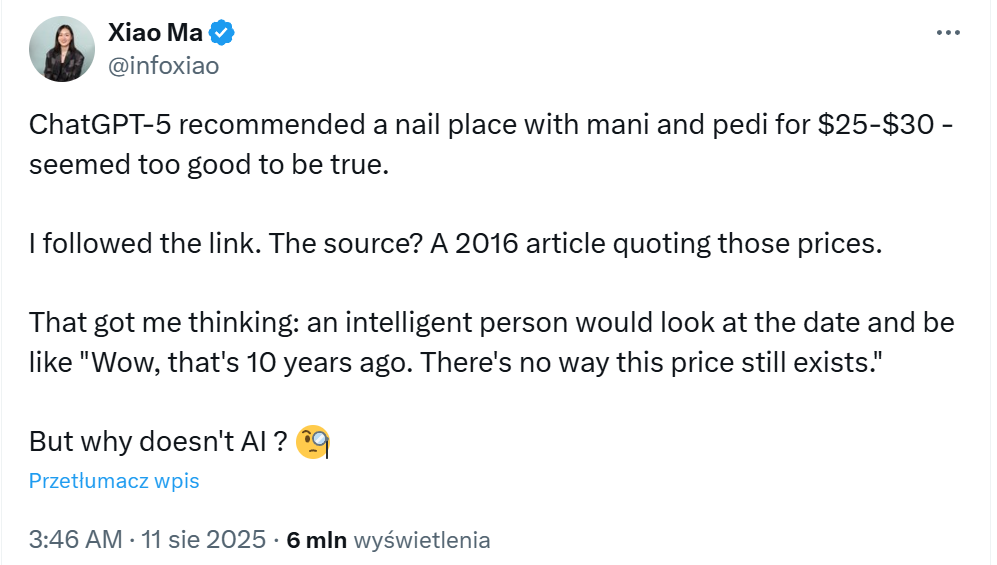 Xiao Ma
@infoxiao
ChatGPT-5 recommended a nail place with mani and pedi for $25-$30 -
seemed too good to be true.
I followed the link. The source? A 2016 article quoting those prices.
That got me thinking: an intelligent person would look at the date and be
like "Wow, that's 10 years ago. There's no way this price still exists."
But why doesn't AI ? 🧐
Przetłumacz wpis
3:46 AM · 11 sie 2025 · 6 mln wyświetlenia